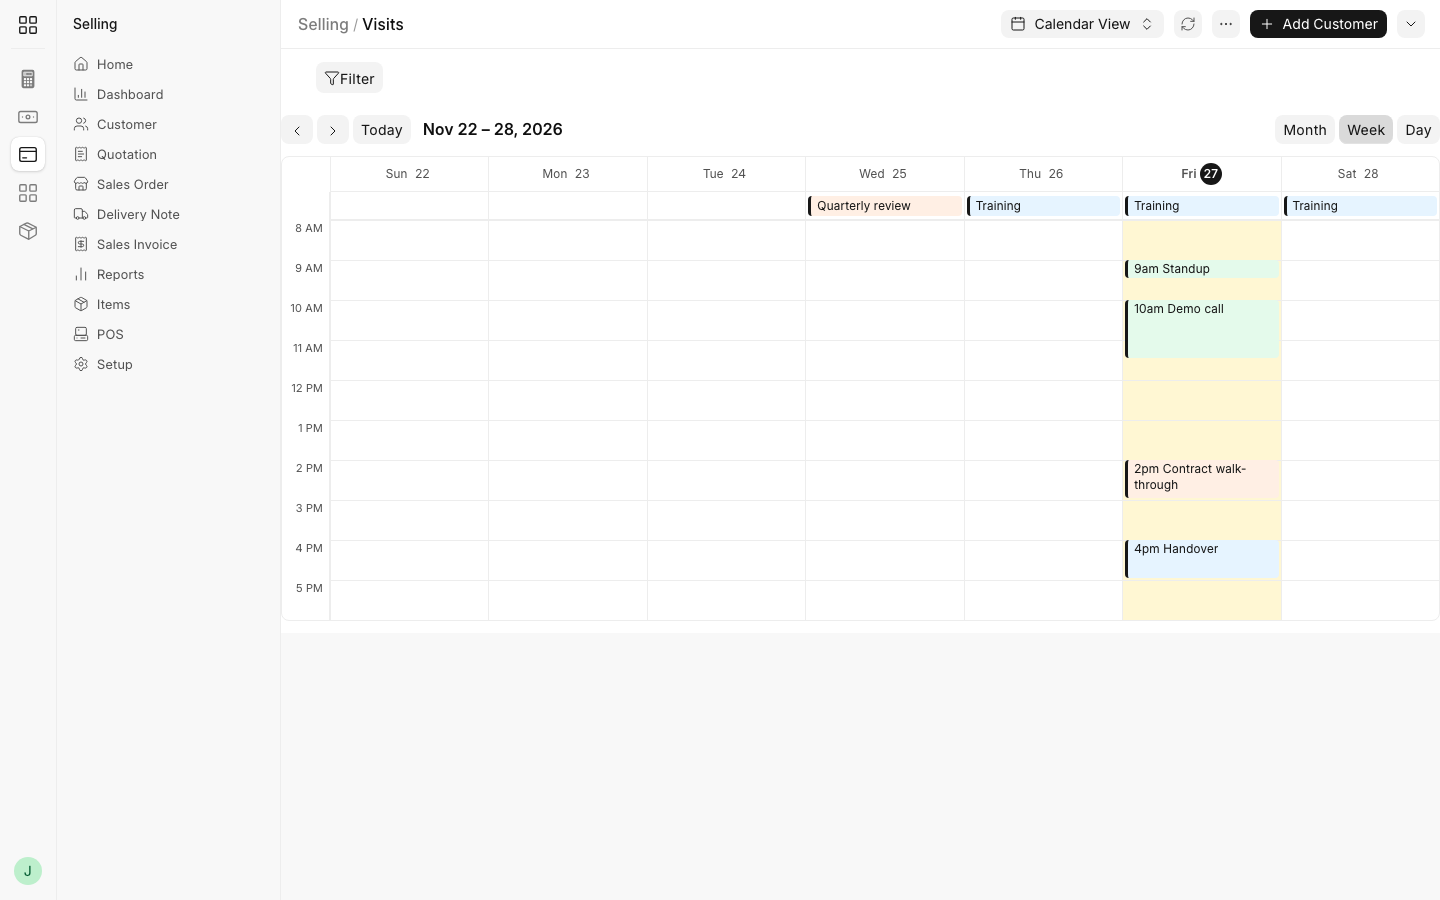 Selling
Home
Dashboard
Customer
Quotation
Sales Order
Delivery Note
Sales Invoice
Reports
Items
POS
Setup
J
Selling / Visits
Calendar View
Add Customer
Filter
Today
Nov 22 – 28, 2026
Month
Week
Day
Sun 22
Mon 23
Tue 24
Wed 25
Thu 26
Fri 27
Sat 28
Quarterly review
Training
Training
Training
8 AM
9 AM
10 AM
11 AM
12 PM
1 PM
2 PM
3 PM
4 PM
5 PM
9am Standup
10am Demo call
2pm Contract walk-
through
4pm Handover